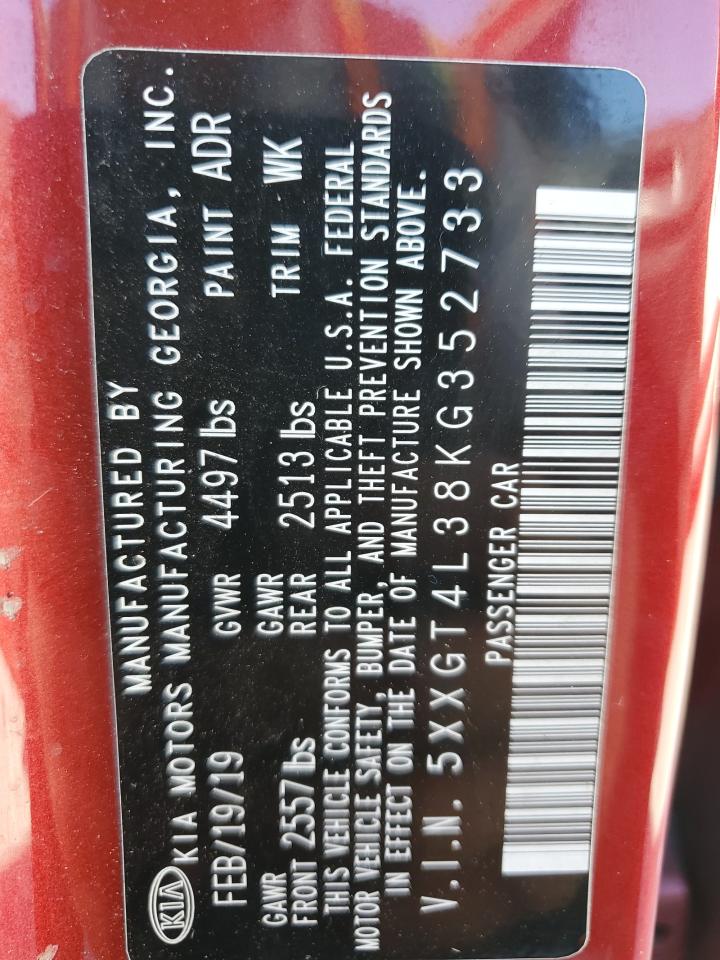 MANUFACTURED BY
KIA KIA MOTORS MANUFACTURING GEORGIA, INC.
FEB/19/19 GVWR 4497 lbs PAINT ADR
GAWR FRONT 2557 lbs GAWR REAR 2513 lbs TRIM WK
THIS VEHICLE CONFORMS TO ALL APPLICABLE U.S.A. FEDERAL
MOTOR VEHICLE SAFETY, BUMPER, AND THEFT PREVENTION STANDARDS
IN EFFECT ON THE DATE OF MANUFACTURE SHOWN ABOVE.
V.I.N. 5XXGT4L38KG352733
PASSENGER CAR